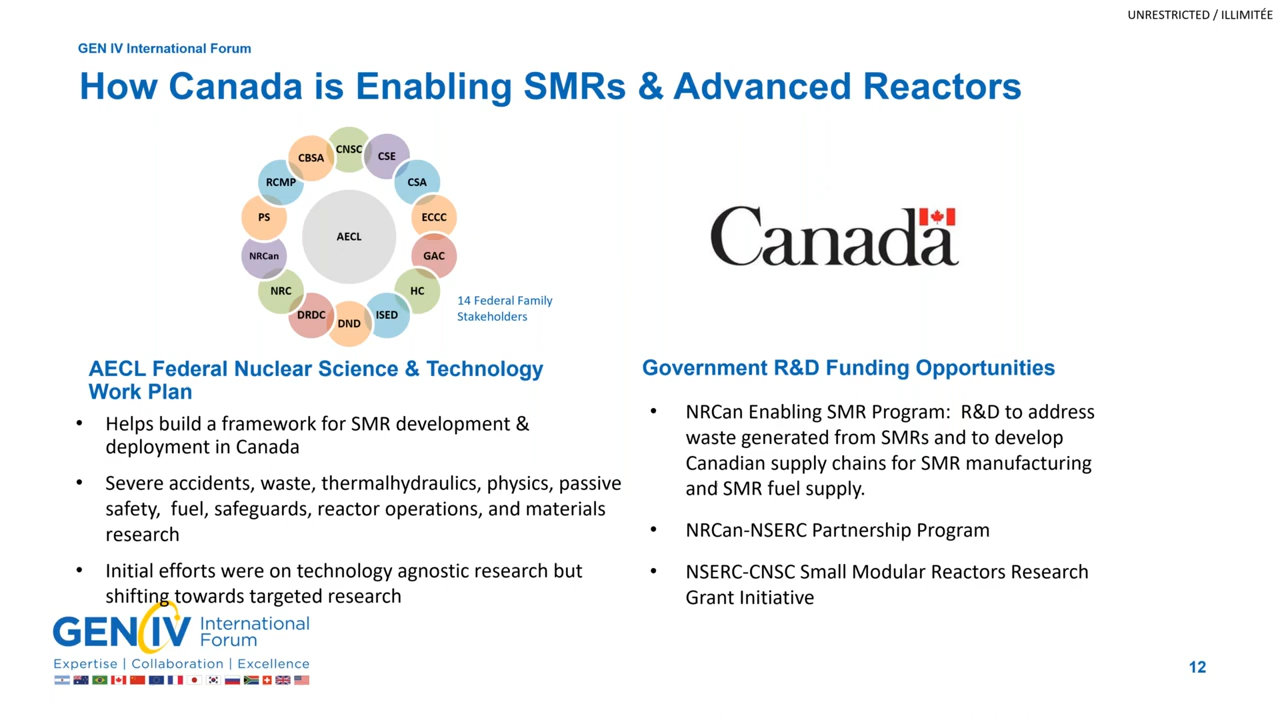 UNRESTRICTED / ILLIMITÉE
GEN IV International Forum
How Canada is Enabling SMRs & Advanced Reactors
CNSC
CSE
CSA
ECCC
GAC
HC
ISED
DND
DRDC
NRC
NRCan
PS
RCMP
CBSA
AECL
14 Federal Family
Stakeholders
Canada
AECL Federal Nuclear Science & Technology
Work Plan
• Helps build a framework for SMR development &
deployment in Canada
• Severe accidents, waste, thermalhydraulics, physics, passive
safety, fuel, safeguards, reactor operations, and materials
research
• Initial efforts were on technology agnostic research but
shifting towards targeted research
Government R&D Funding Opportunities
• NRCan Enabling SMR Program: R&D to address
waste generated from SMRs and to develop
Canadian supply chains for SMR manufacturing
and SMR fuel supply.
• NRCan-NSERC Partnership Program
• NSERC-CNSC Small Modular Reactors Research
Grant Initiative
GEN IV International
Forum
Expertise | Collaboration | Excellence
12